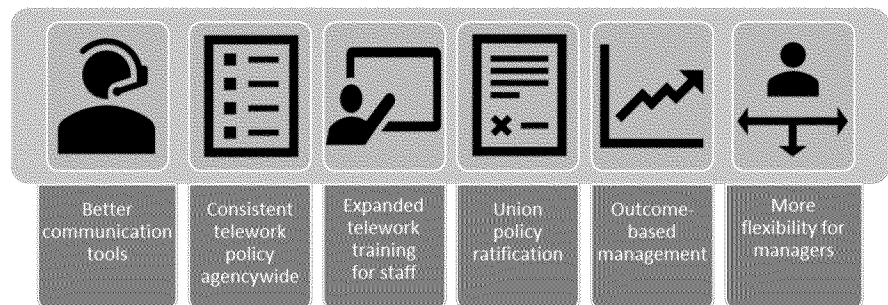 Better
communication
tools
Consistent
telework
policy
agencywide
Expanded
telework
training
for staff
Union
policy
ratification
Outcome-
based
management
More
flexibility for
managers